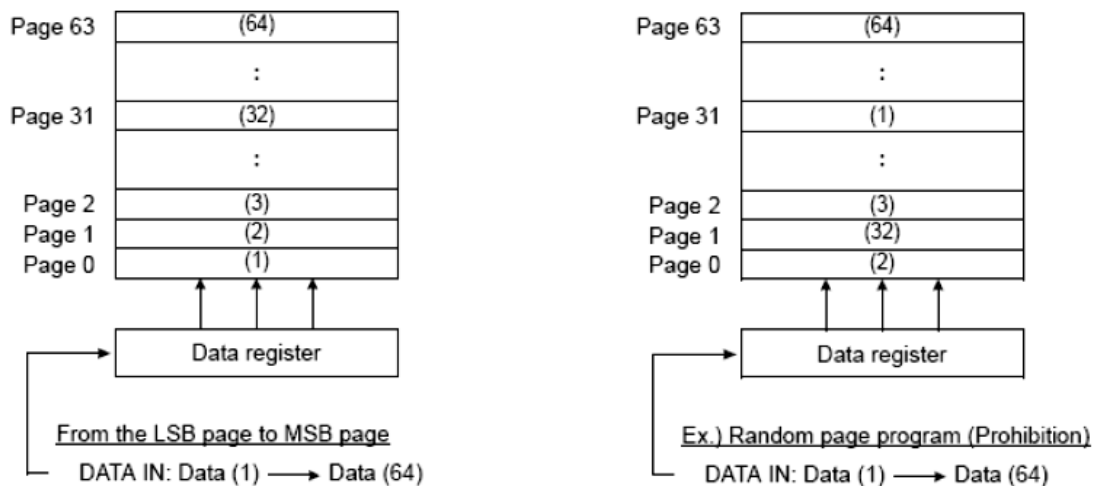 Page 63 (64)
:
Page 31 (32)
:
Page 2 (3)
Page 1 (2)
Page 0 (1)
Data register
From the LSB page to MSB page
DATA IN: Data (1) Data (64)
Page 63 (64)
:
Page 31 (1)
:
Page 2 (3)
Page 1 (32)
Page 0 (2)
Data register
Ex.) Random page program (Prohibition)
DATA IN: Data (1) Data (64)